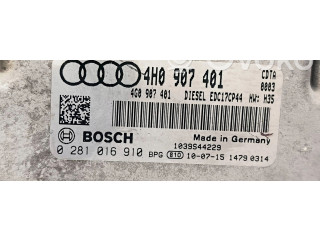 4H0 907 401
CDTA
0003
4G0 907 401 DIESEL EDC17CP44 HW: H35
BOSCH
Made in Germany
1039S44229
0 281 016 910 BPG E10 10-07-15 1479 0314